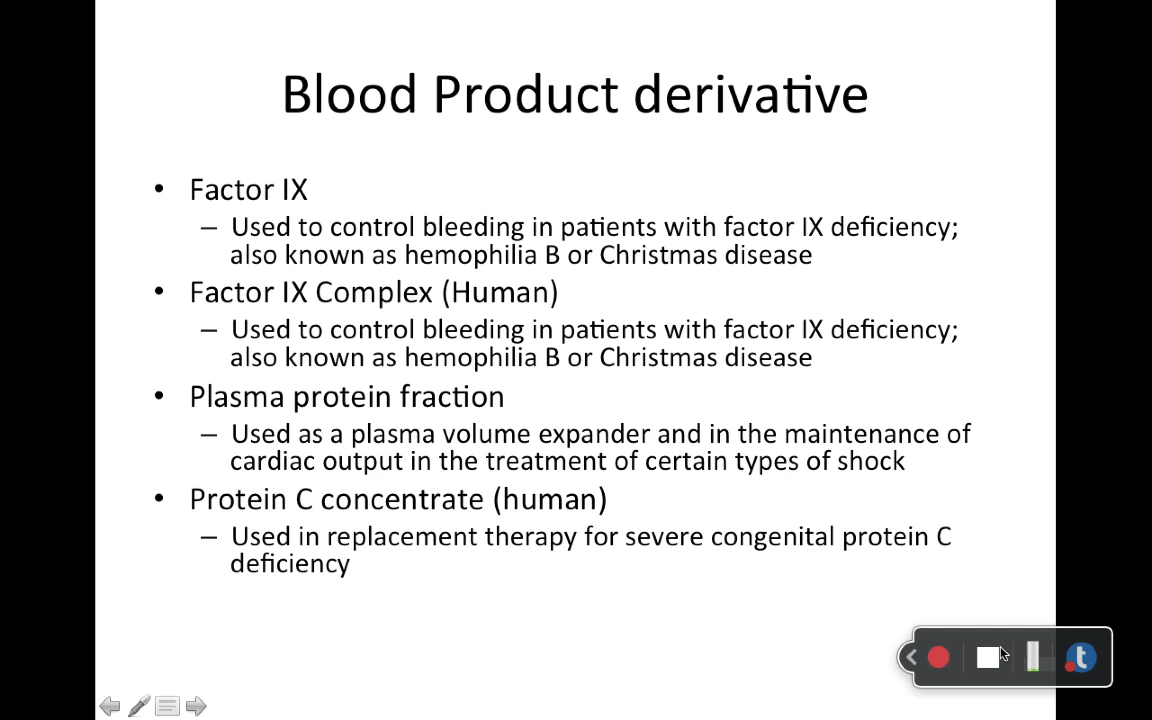 Blood Product derivative
• Factor IX
– Used to control bleeding in patients with factor IX deficiency;
also known as hemophilia B or Christmas disease
• Factor IX Complex (Human)
– Used to control bleeding in patients with factor IX deficiency;
also known as hemophilia B or Christmas disease
• Plasma protein fraction
– Used as a plasma volume expander and in the maintenance of
cardiac output in the treatment of certain types of shock
• Protein C concentrate (human)
– Used in replacement therapy for severe congenital protein C
deficiency
t